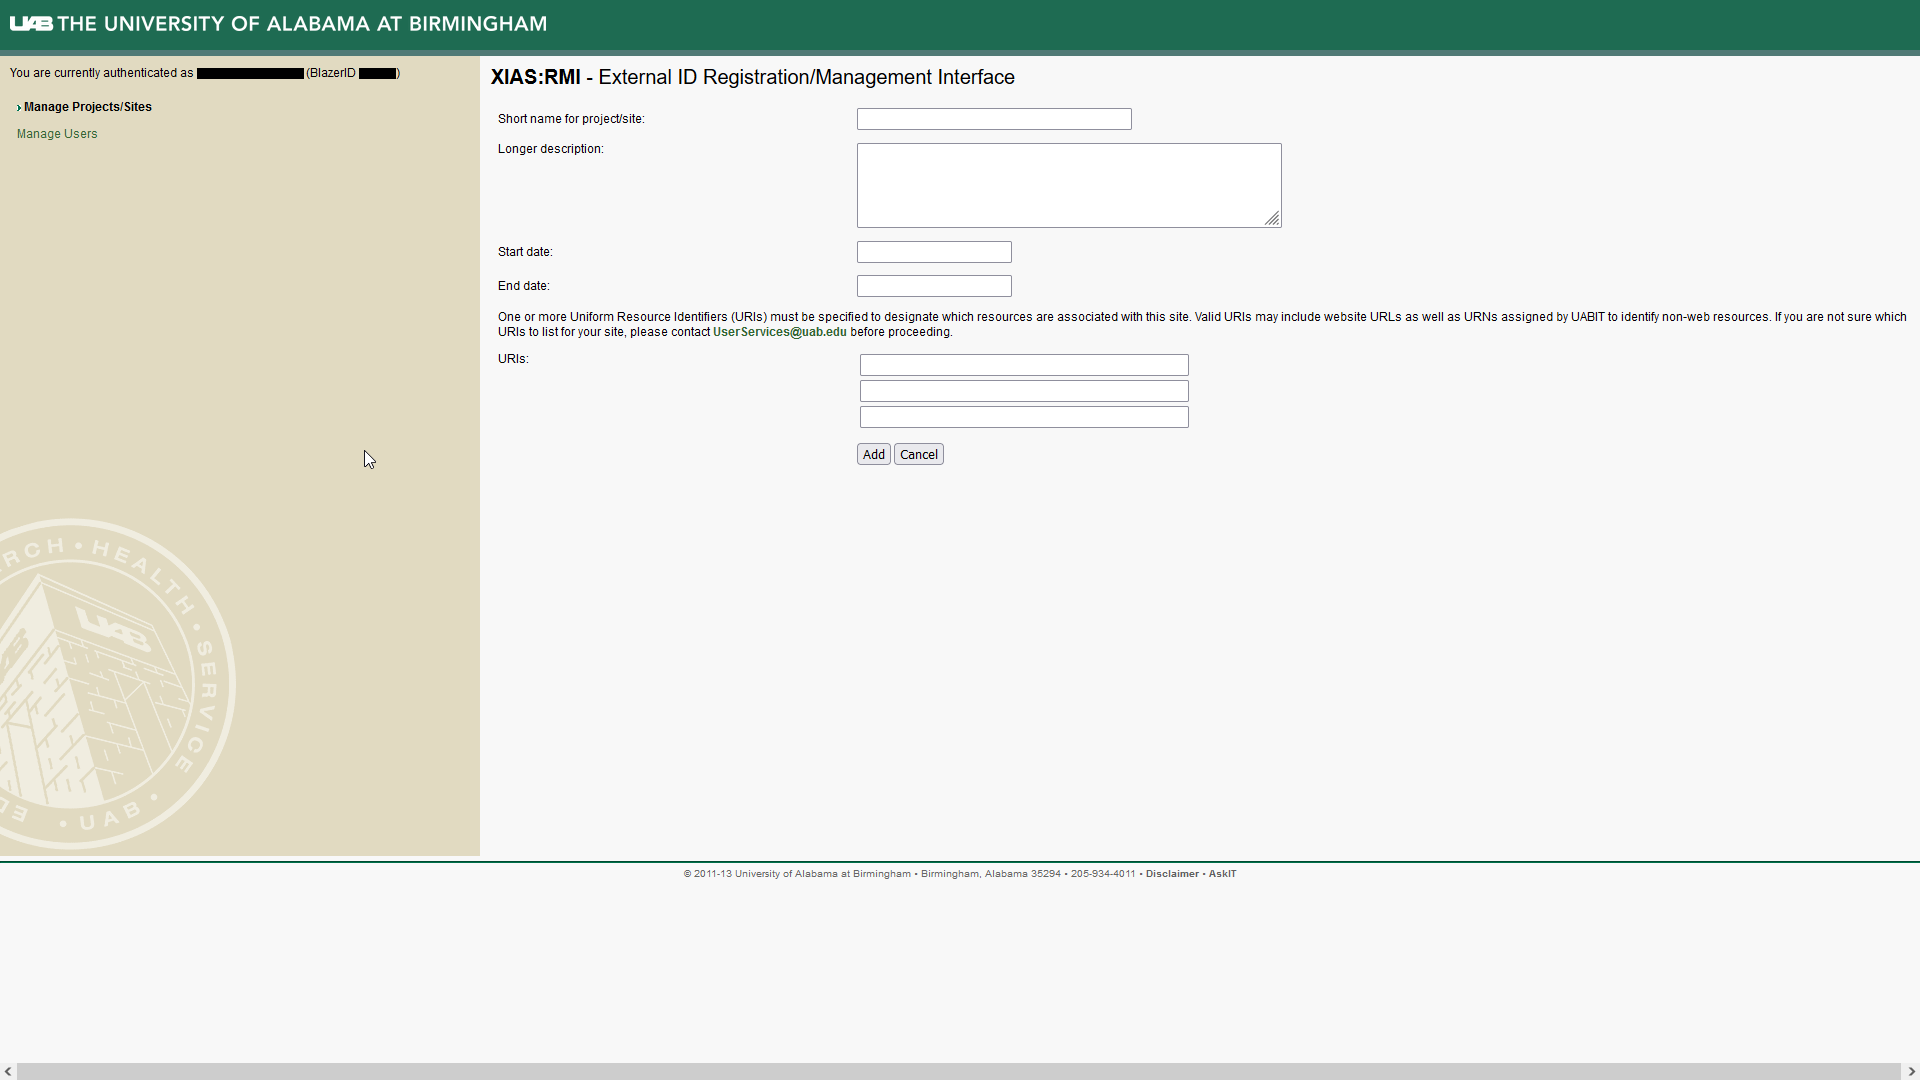 UAB THE UNIVERSITY OF ALABAMA AT BIRMINGHAM
You are currently authenticated as (BlazerID )
› Manage Projects/Sites
Manage Users
XIAS:RMI - External ID Registration/Management Interface
Short name for project/site:
Longer description:
Start date:
End date:
One or more Uniform Resource Identifiers (URIs) must be specified to designate which resources are associated with this site. Valid URIs may include website URLs as well as URNs assigned by UABIT to identify non-web resources. If you are not sure which
URIs to list for your site, please contact UserServices@uab.edu before proceeding.
URIs:
Add Cancel
RCH • HEALTH • SERVICE • UAB • ED
UAB
© 2011-13 University of Alabama at Birmingham • Birmingham, Alabama 35294 • 205-934-4011 • Disclaimer • AskIT